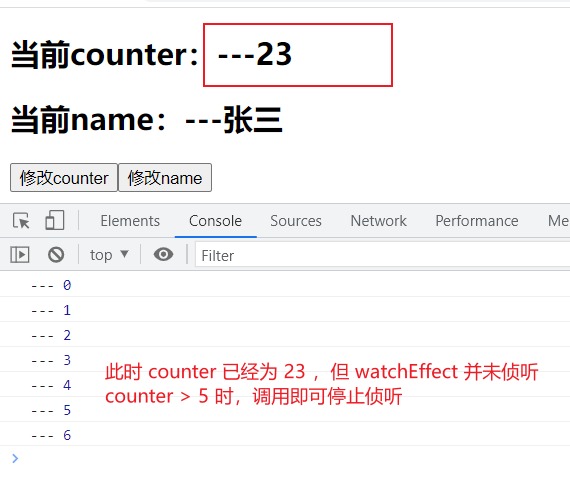 当前counter：---23
当前name：---张三
修改counter修改name
Elements Console Sources Network Performance Me
top ▼ Filter
--- 0
--- 1
--- 2
--- 3
--- 4
--- 5
--- 6
此时 counter 已经为 23 ，但 watchEffect 并未侦听
counter > 5 时，调用即可停止侦听